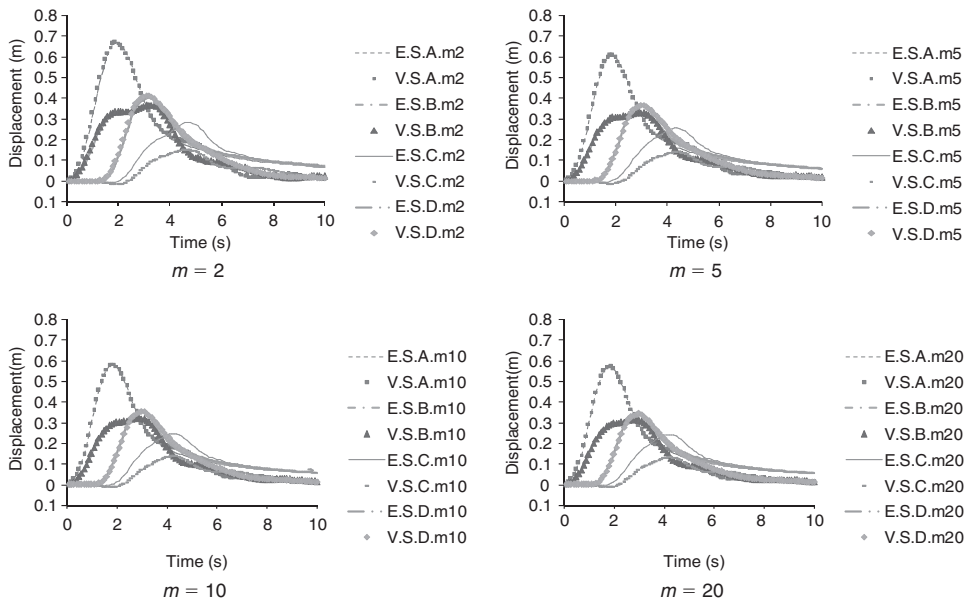 0.8
0.7
0.6
0.5
0.4
0.3
0.2
0.1
0
0.1
Displacement (m)
0 2 4 6 8 10
Time (s)
m = 2
E.S.A.m2
V.S.A.m2
E.S.B.m2
V.S.B.m2
E.S.C.m2
V.S.C.m2
E.S.D.m2
V.S.D.m2
0.8
0.7
0.6
0.5
0.4
0.3
0.2
0.1
0
0.1
Displacement (m)
0 2 4 6 8 10
Time (s)
m = 5
E.S.A.m5
V.S.A.m5
E.S.B.m5
V.S.B.m5
E.S.C.m5
V.S.C.m5
E.S.D.m5
V.S.D.m5
0.8
0.7
0.6
0.5
0.4
0.3
0.2
0.1
0
0.1
Displacement(m)
0 2 4 6 8 10
Time (s)
m = 10
E.S.A.m10
V.S.A.m10
E.S.B.m10
V.S.B.m10
E.S.C.m10
V.S.C.m10
E.S.D.m10
V.S.D.m10
0.8
0.7
0.6
0.5
0.4
0.3
0.2
0.1
0
0.1
Displacement(m)
0 2 4 6 8 10
Time (s)
m = 20
E.S.A.m20
V.S.A.m20
E.S.B.m20
V.S.B.m20
E.S.C.m20
V.S.C.m20
E.S.D.m20
V.S.D.m20